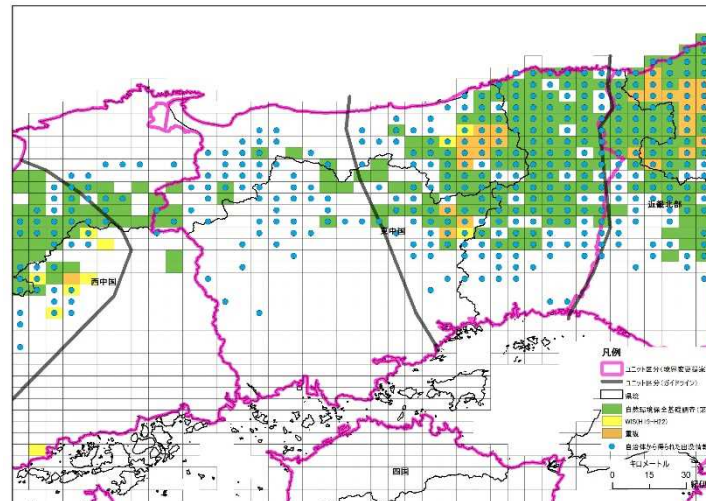 近畿北部
東中国
西中国
凡例
ユニット区分(境界変更提案)
ユニット区分(ガイドライン)
県境
自然環境保全基礎調査(
WIS(H15~H22)
重複
自治体から得られた出没情報
キロメートル
0 15 30
四国